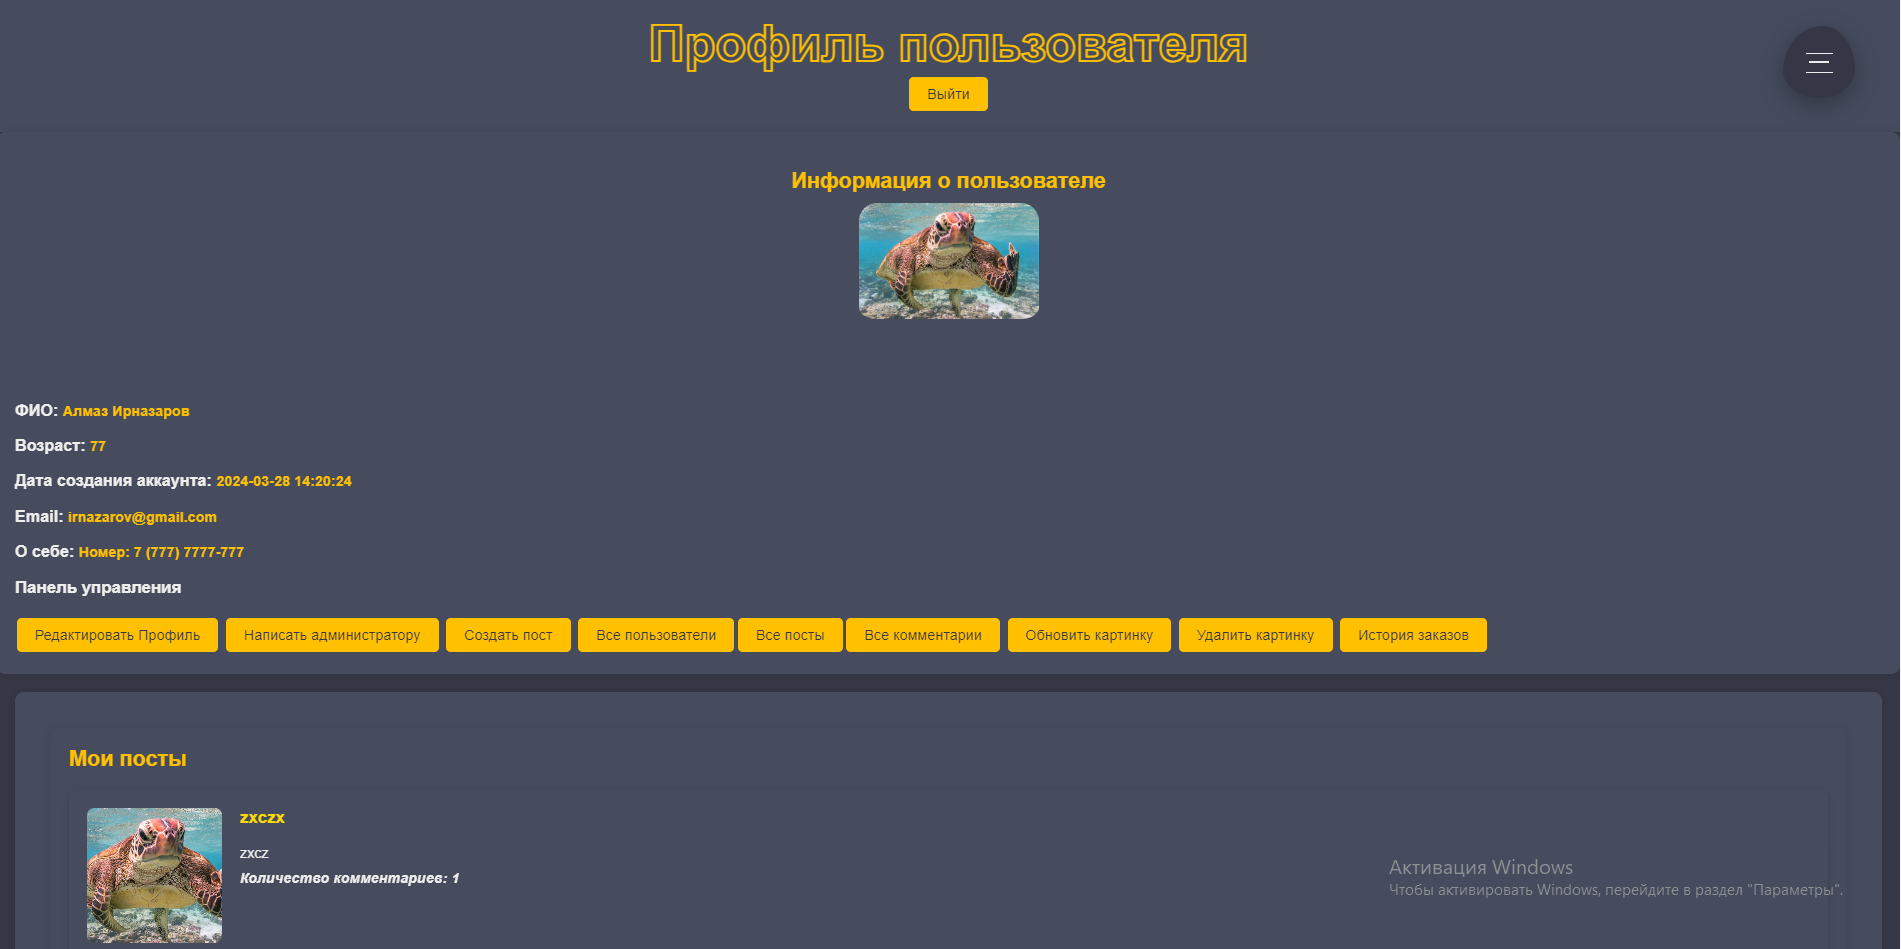 Профиль пользователя
Выйти
Информация о пользователе
ФИО: Алмаз Ирназаров
Возраст: 77
Дата создания аккаунта: 2024-03-28 14:20:24
Email: irnazarov@gmail.com
О себе: Номер: 7 (777) 7777-777
Панель управления
Редактировать Профиль Написать администратору Создать пост Все пользователи Все посты Все комментарии Обновить картинку Удалить картинку История заказов
Мои посты
zxczx
zxcz
Количество комментариев: 1
Активация Windows
Чтобы активировать Windows, перейдите в раздел "Параметры".